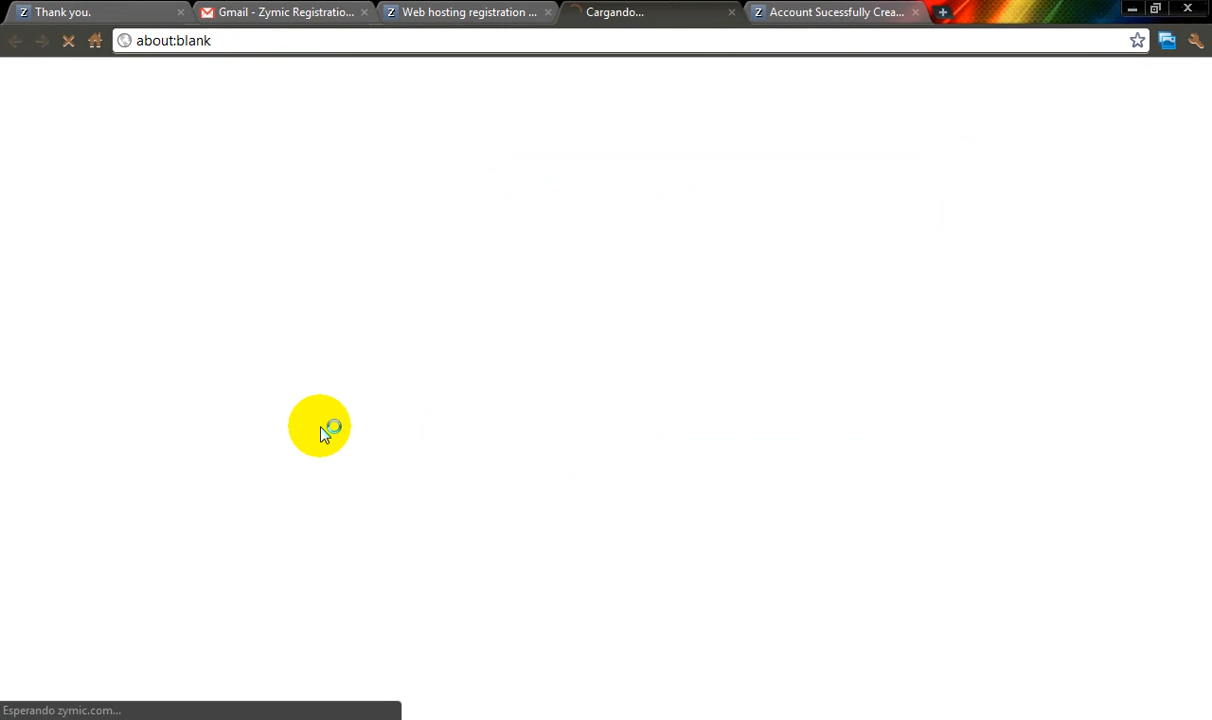 Thank you.
Gmail - Zymic Registratio...
Web hosting registration ...
Cargando...
Account Sucessfully Crea...
about:blank
Esperando zymic.com...